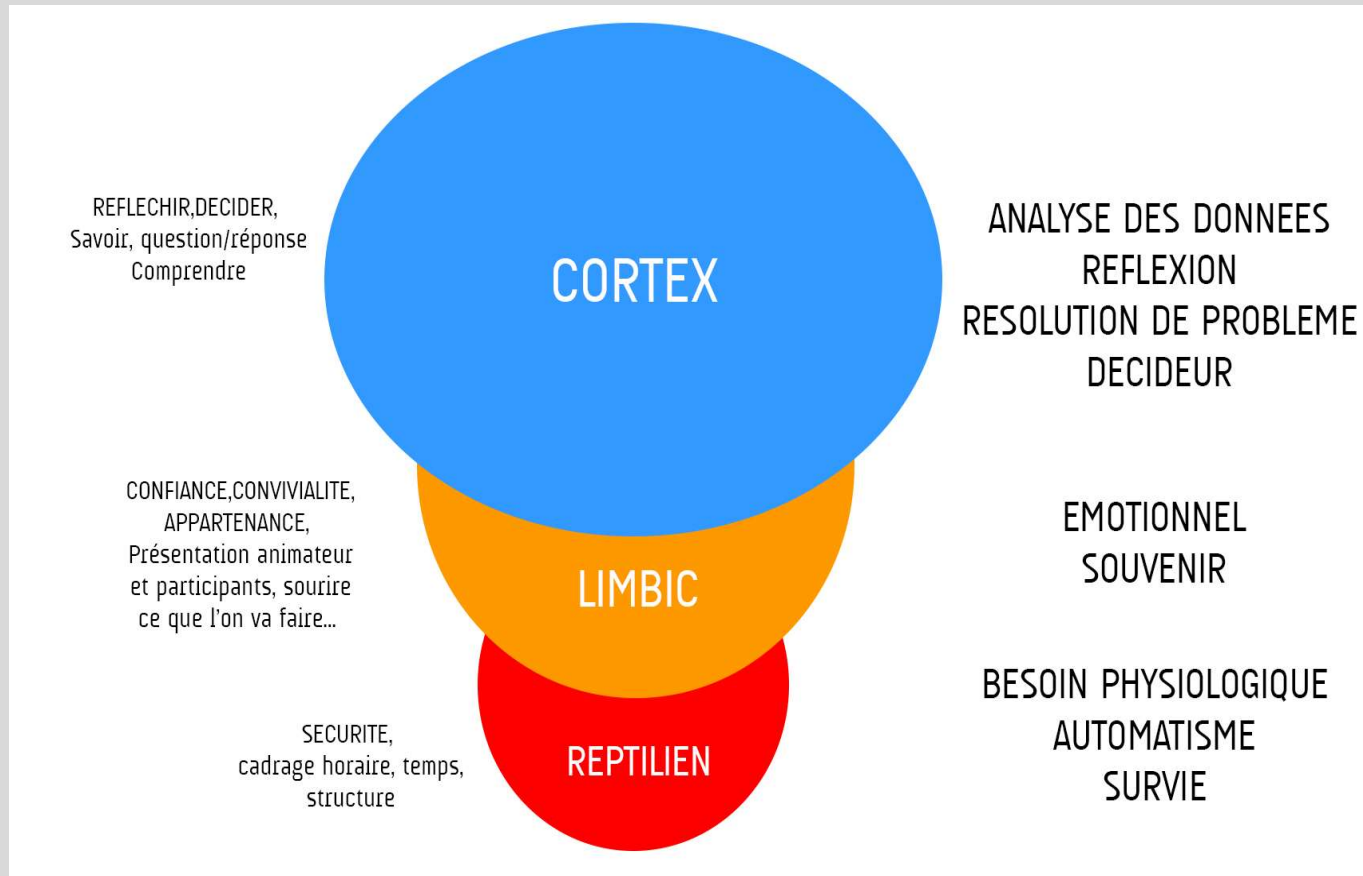 REFLECHIR,DECIDER,
Savoir, question/réponse
Comprendre
CORTEX
ANALYSE DES DONNEES
REFLEXION
RESOLUTION DE PROBLEME
DECIDEUR
CONFIANCE,CONVIVIALITE,
APPARTENANCE,
Présentation animateur
et participants, sourire
ce que l'on va faire...
LIMBIC
EMOTIONNEL
SOUVENIR
SECURITE,
cadrage horaire, temps,
structure
REPTILIEN
BESOIN PHYSIOLOGIQUE
AUTOMATISME
SURVIE